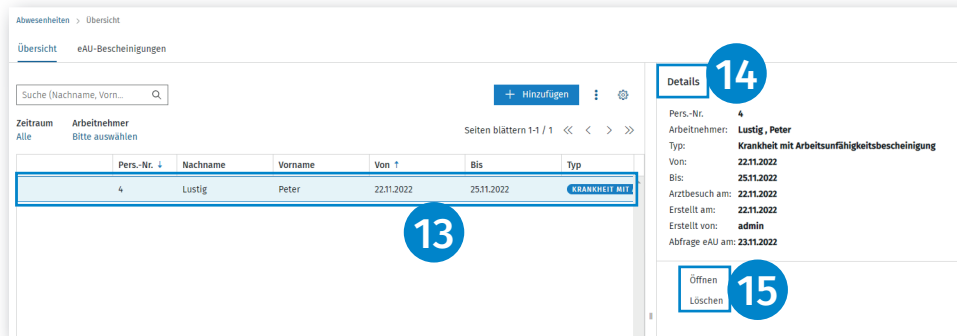 Abwesenheiten > Übersicht
Übersicht eAU-Bescheinigungen
Suche (Nachname, Vorn...
+ Hinzufügen
Zeitraum Arbeitnehmer
Alle Bitte auswählen
Seiten blättern 1-1 / 1 << < > >>
Pers.-Nr. ↓ Nachname Vorname Von ↑ Bis Typ
4 Lustig Peter 22.11.2022 25.11.2022 KRANKHEIT MIT
13
Details 14
Pers.-Nr. 4
Arbeitnehmer: Lustig , Peter
Typ: Krankheit mit Arbeitsunfähigkeitsbescheinigung
Von: 22.11.2022
Bis: 25.11.2022
Arztbesuch am: 22.11.2022
Erstellt am: 22.11.2022
Erstellt von: admin
Abfrage eAU am: 23.11.2022
Öffnen
Löschen
15